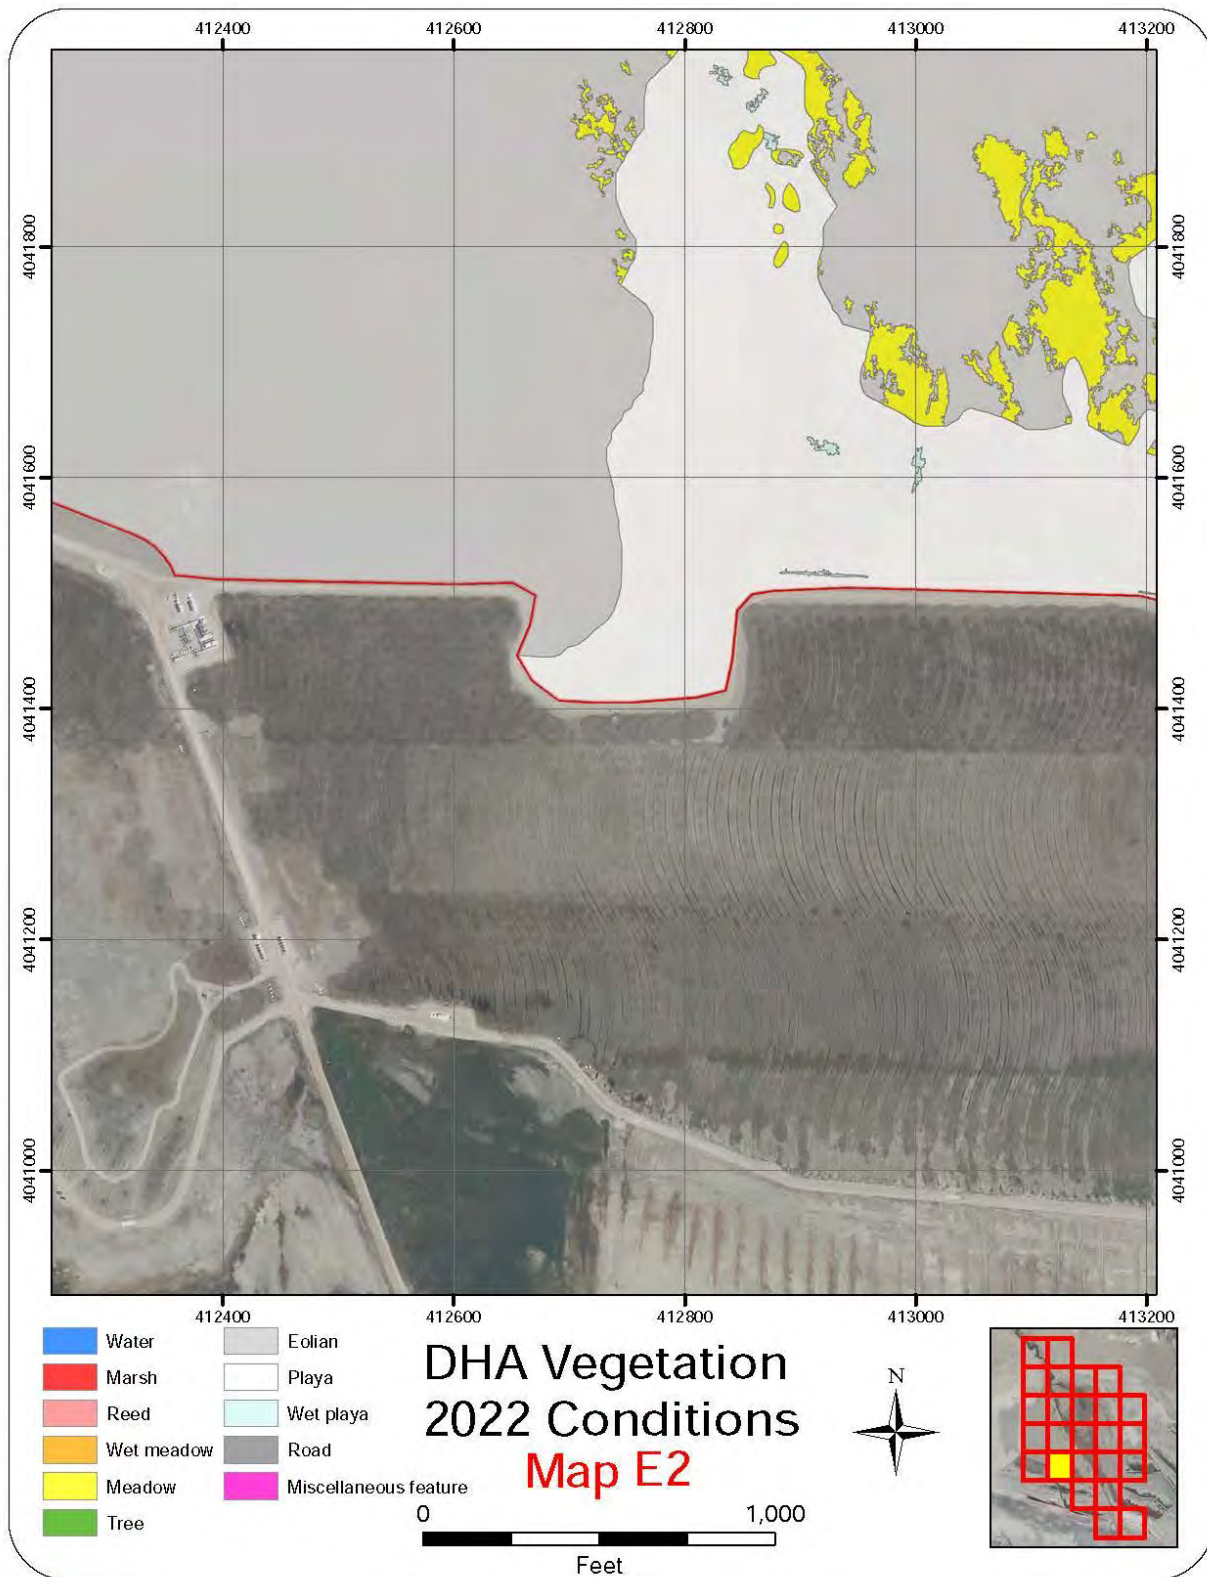 412400 412600 412800 413000 413200
4041800 4041800
4041600 4041600
4041400 4041400
4041200 4041200
4041000 4041000
412400 412600 412800 413000 413200
Water
Marsh
Reed
Wet meadow
Meadow
Tree
Eolian
Playa
Wet playa
Road
Miscellaneous feature
DHA Vegetation
2022 Conditions
Map E2
0 1,000
Feet
N